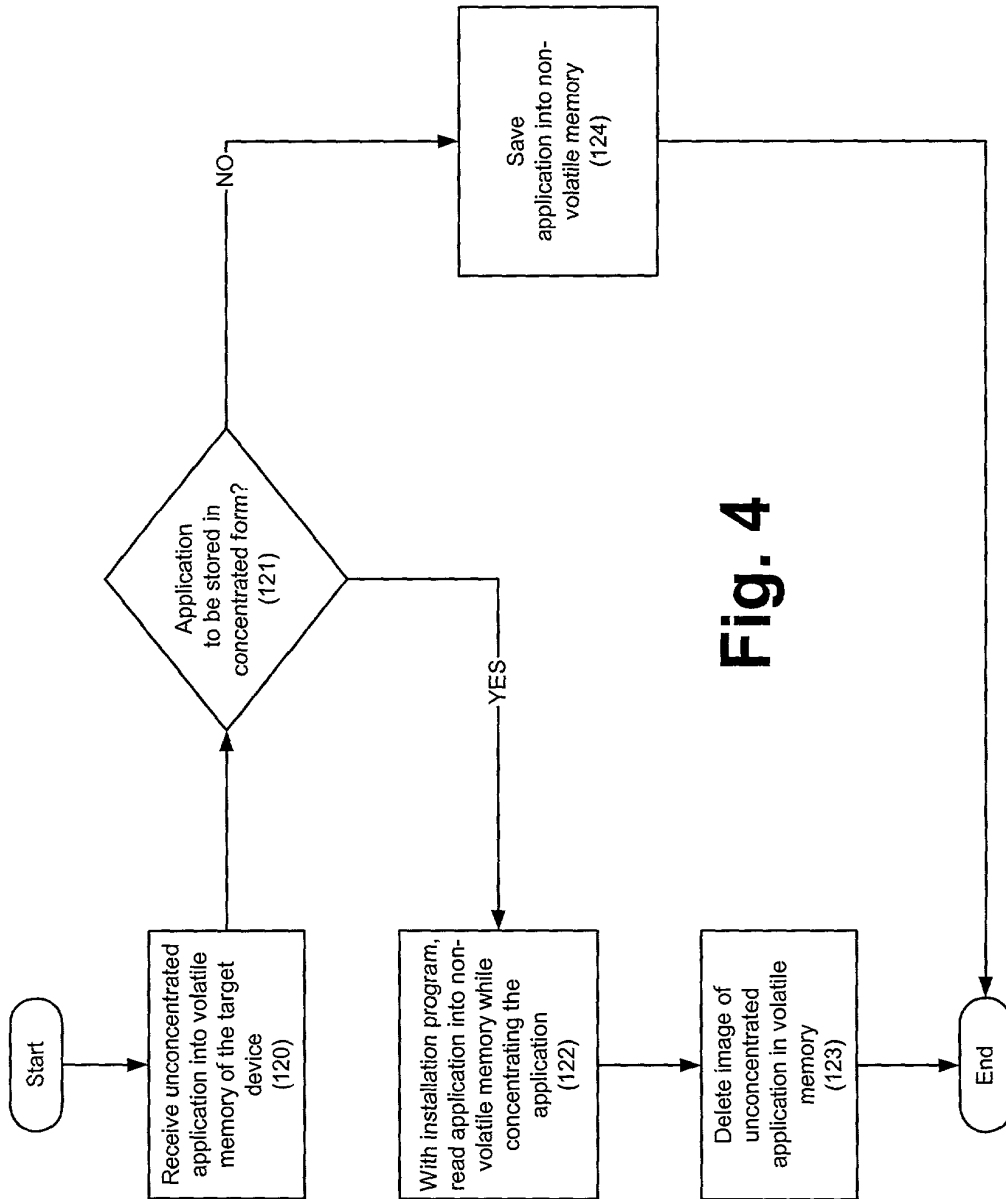 Start
Receive unconcentrated
application into volatile
memory of the target
device
(120)
Application
to be stored in
concentrated form?
(121)
NO
YES
With installation program,
read application into non-
volatile memory while
concentrating the
application
(122)
Save
application into non-
volatile memory
(124)
Delete image of
unconcentrated
application in volatile
memory
(123)
End
Fig. 4